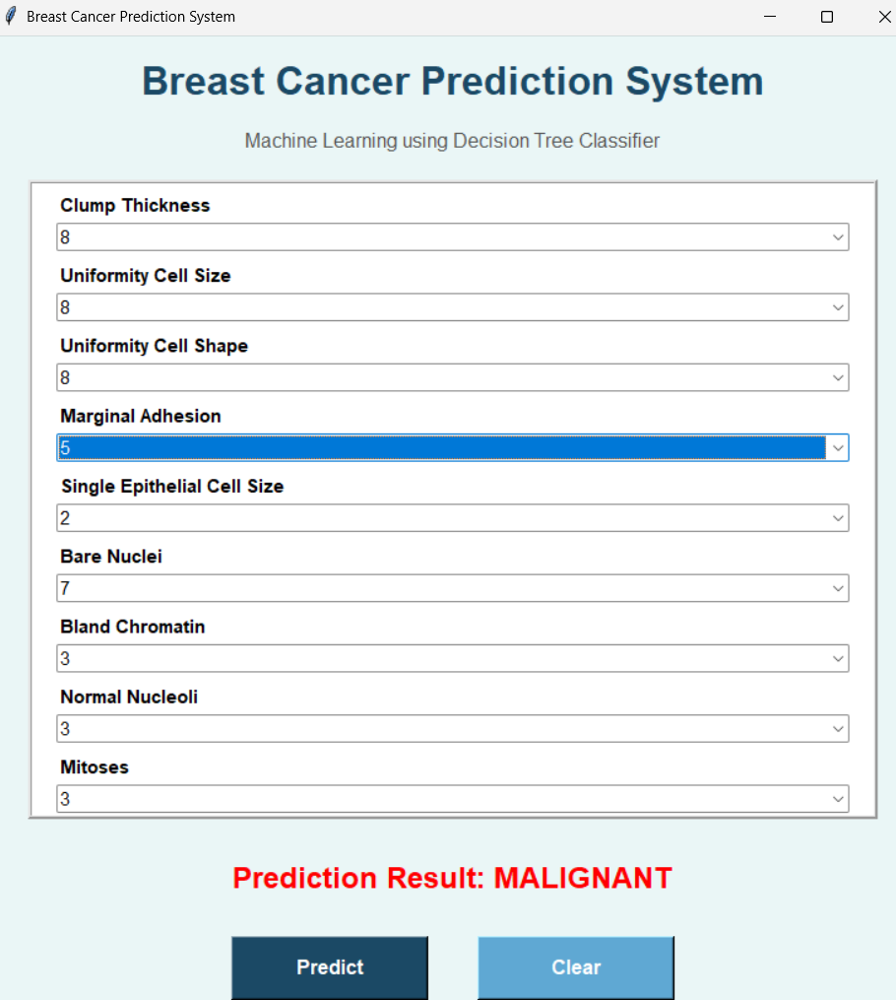 Breast Cancer Prediction System
Breast Cancer Prediction System
Machine Learning using Decision Tree Classifier
Clump Thickness
8
Uniformity Cell Size
8
Uniformity Cell Shape
8
Marginal Adhesion
5
Single Epithelial Cell Size
2
Bare Nuclei
7
Bland Chromatin
3
Normal Nucleoli
3
Mitoses
3
Prediction Result: MALIGNANT
Predict Clear